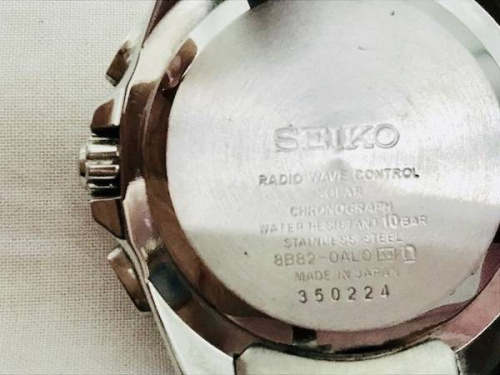 SEIKO
RADIO WAVE CONTROL
SOLAR
CHRONOGRAPH
WATER RESISTANT 10 BAR
STAINLESS STEEL
8B82-0AL0
MADE IN JAPAN
350224